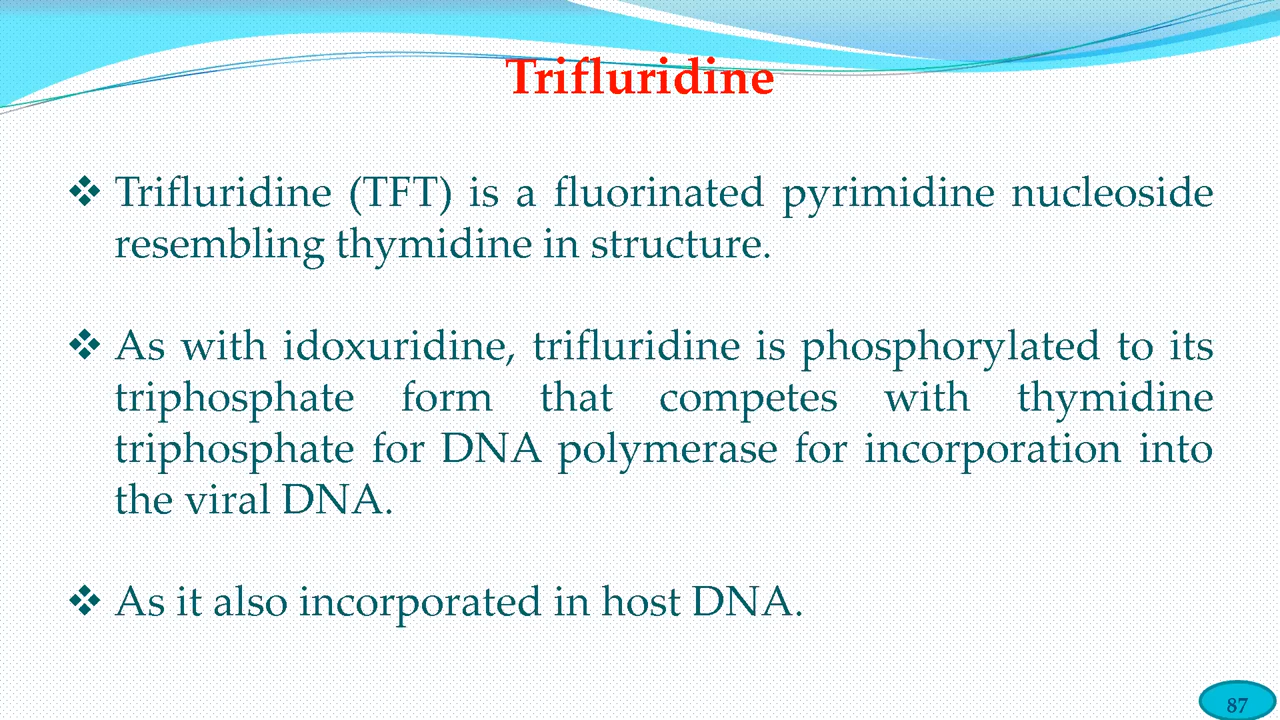 Trifluridine
❖ Trifluridine (TFT) is a fluorinated pyrimidine nucleoside
resembling thymidine in structure.
❖ As with idoxuridine, trifluridine is phosphorylated to its
triphosphate form that competes with thymidine
triphosphate for DNA polymerase for incorporation into
the viral DNA.
❖ As it also incorporated in host DNA.
87